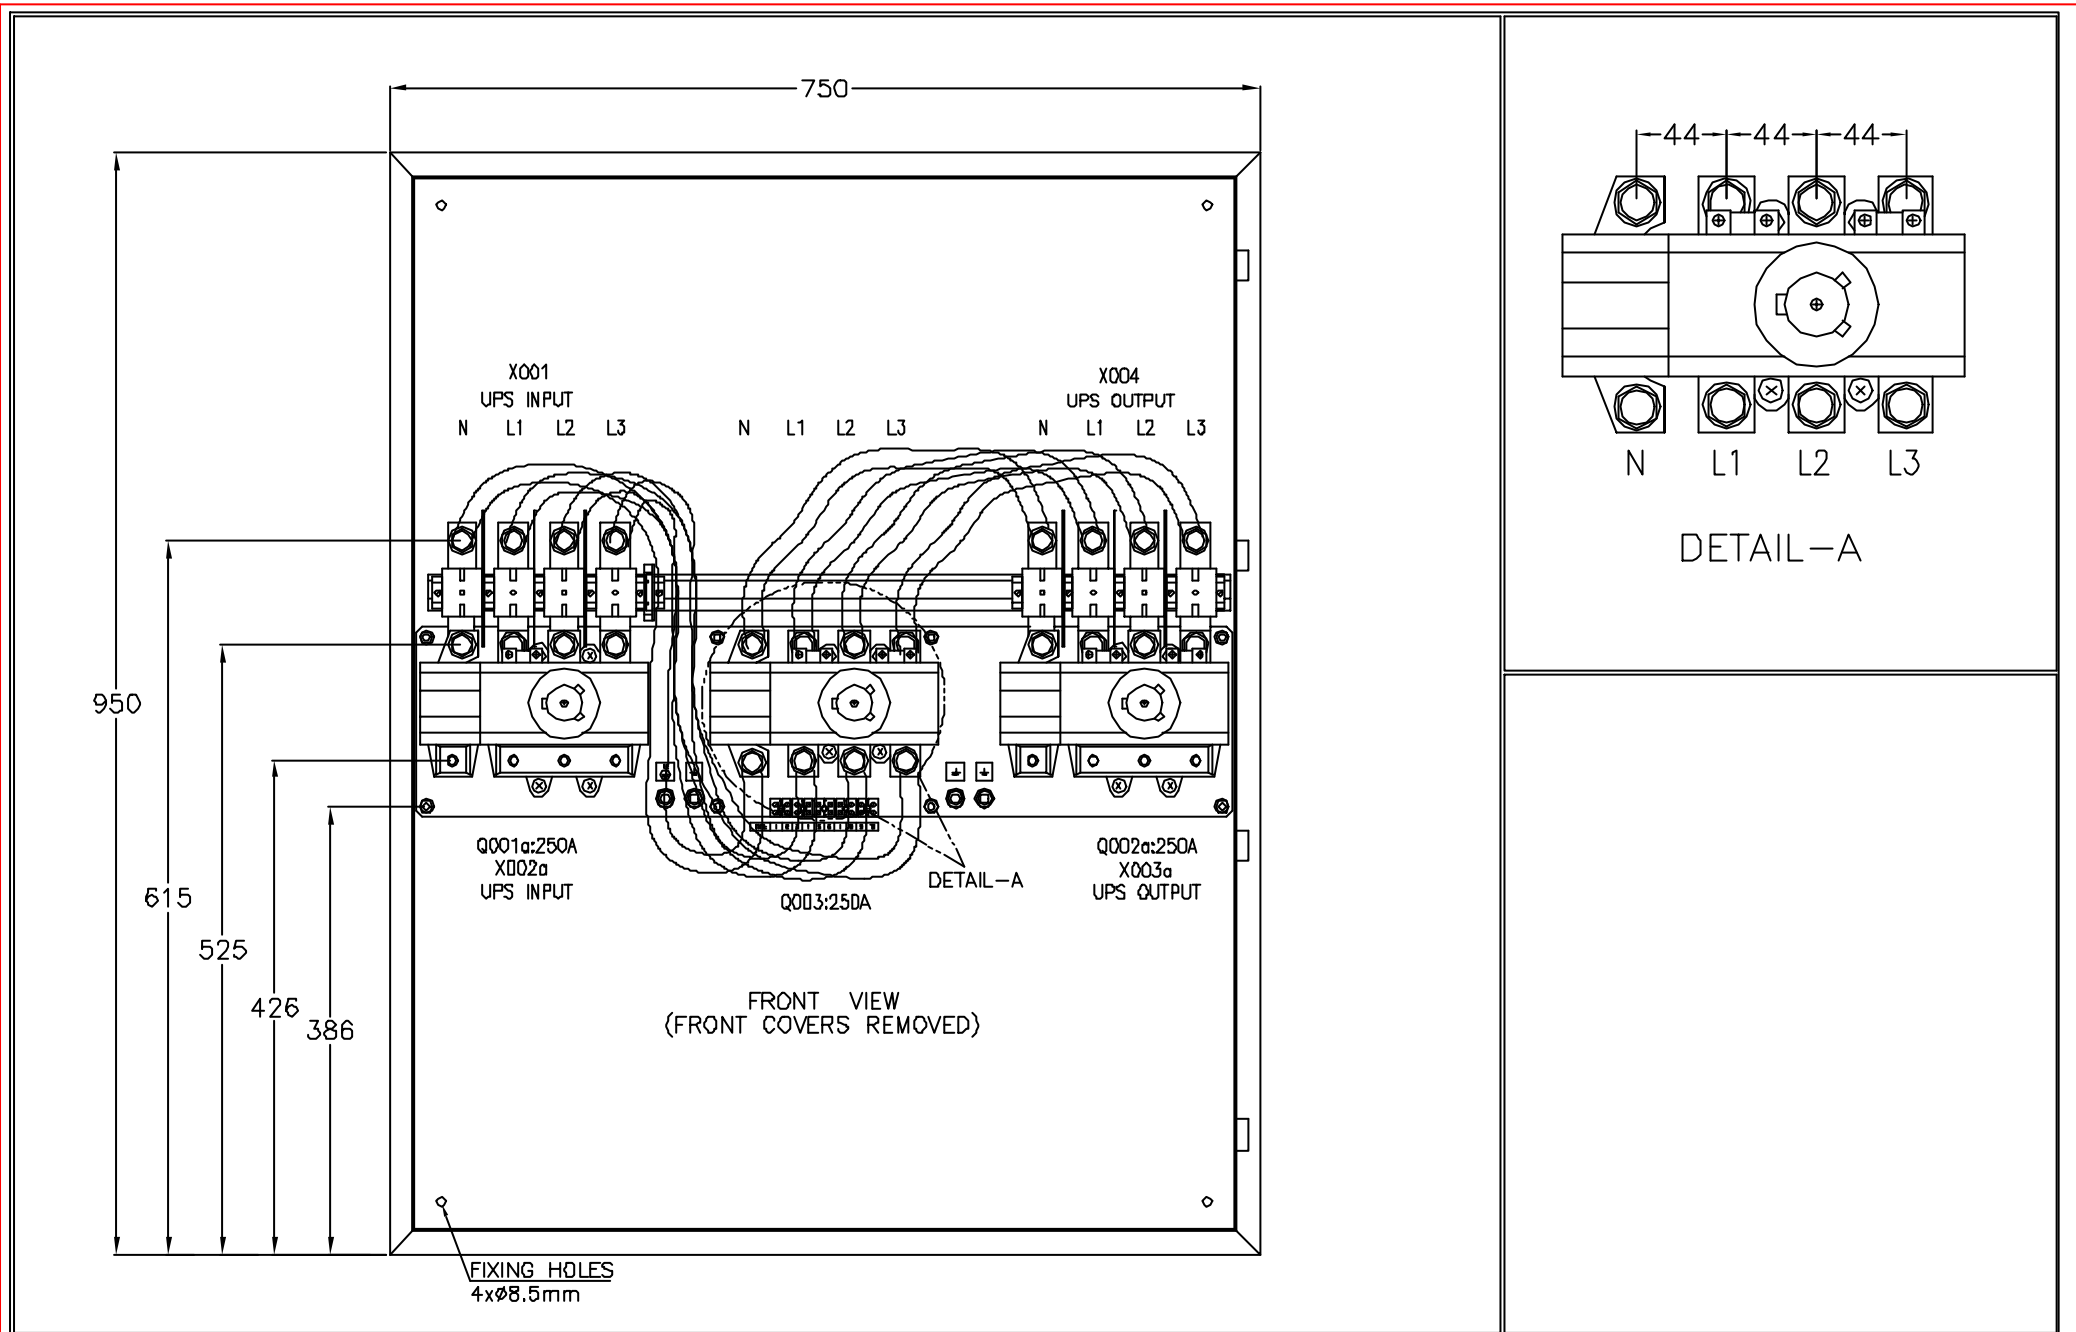 750
44 44 44
N L1 L2 L3
DETAIL-A
X001
UPS INPUT
N L1 L2 L3
N L1 L2 L3
X004
UPS OUTPUT
N L1 L2 L3
950
615
525
426
386
Q001a:250A
X002a
UPS INPUT
Q003:250A
DETAIL-A
Q002a:250A
X003a
UPS OUTPUT
FRONT VIEW
(FRONT COVERS REMOVED)
FIXING HOLES
4xØ8.5mm